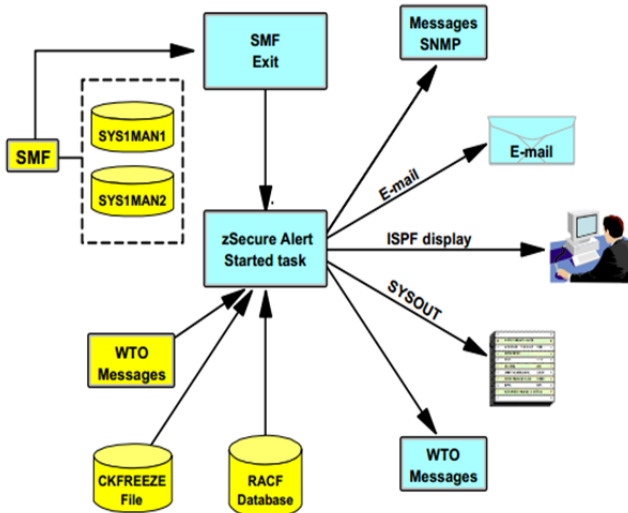 SMF
Exit
Messages
SNMP
SYS1MAN1
SMF
SYS1MAN2
E-mail
E-mail
zSecure Alert
Started task
ISPF display
SYSOUT
WTO
Messages
CKFREEZE
File
RACF
Database
WTO
Messages